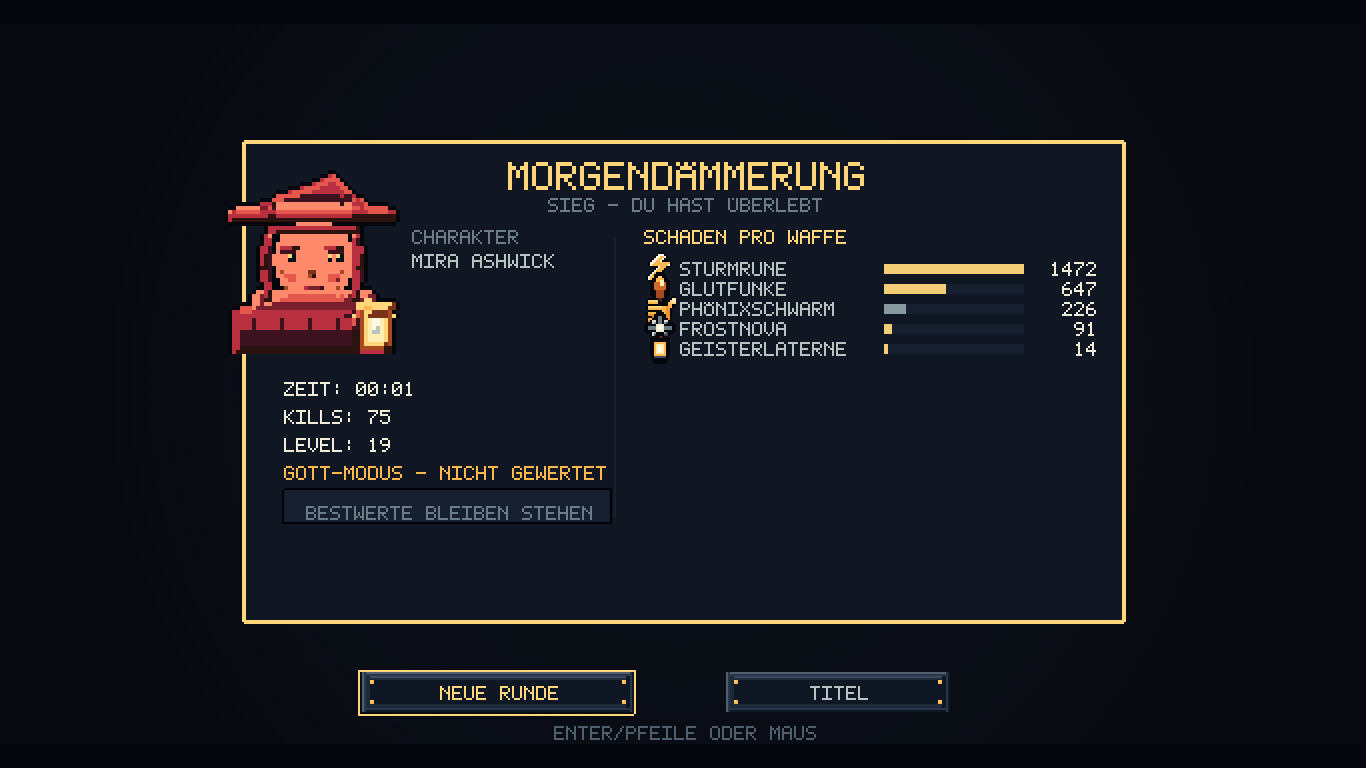 MORGENDÄMMERUNG
SIEG - DU HAST ÜBERLEBT
CHARAKTER
MIRA ASHWICK
ZEIT: 00:01
KILLS: 75
LEVEL: 19
GOTT-MODUS - NICHT GEWERTET
BESTWERTE BLEIBEN STEHEN
SCHADEN PRO WAFFE
STURMRUNE 1472
GLUTFUNKE 647
PHÖNIXSCHWARM 226
FROSTNOVA 91
GEISTERLATERNE 14
NEUE RUNDE
TITEL
ENTER/PFEILE ODER MAUS